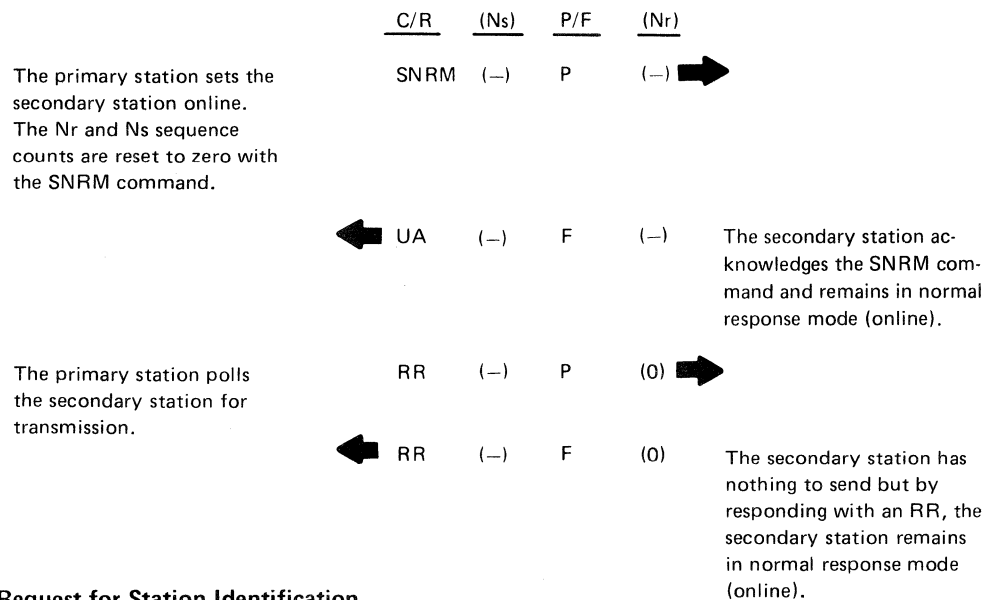 C/R (Ns) P/F (Nr)
The primary station sets the
secondary station online.
The Nr and Ns sequence
counts are reset to zero with
the SNRM command.
SNRM (—) P (—)
UA (—) F (—)
The secondary station ac-
knowledges the SNRM com-
mand and remains in normal
response mode (online).
The primary station polls
the secondary station for
transmission.
RR (—) P (0)
RR (—) F (0)
The secondary station has
nothing to send but by
responding with an RR, the
secondary station remains
in normal response mode
(online).
Request for Station Identification